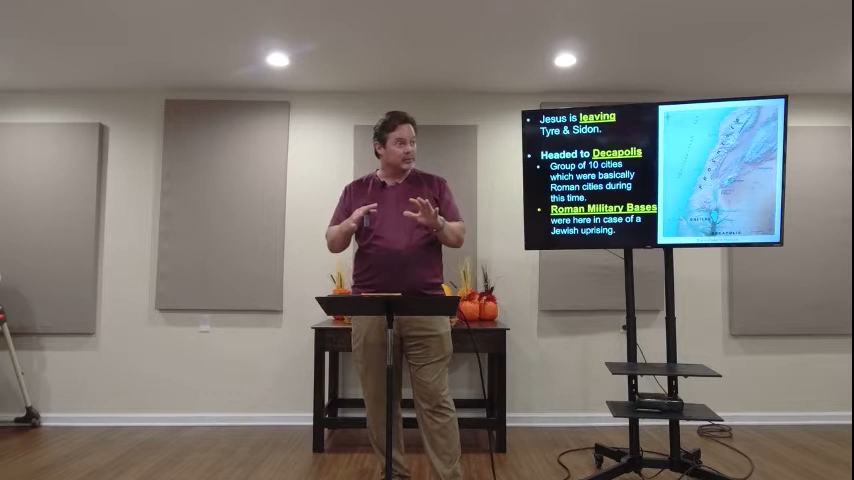 • Jesus is leaving
Tyre & Sidon.
• Headed to Decapolis
• Group of 10 cities
which were basically
Roman cities during
this time.
• Roman Military Bases
were here in case of a
Jewish uprising.
DECAPOLIS